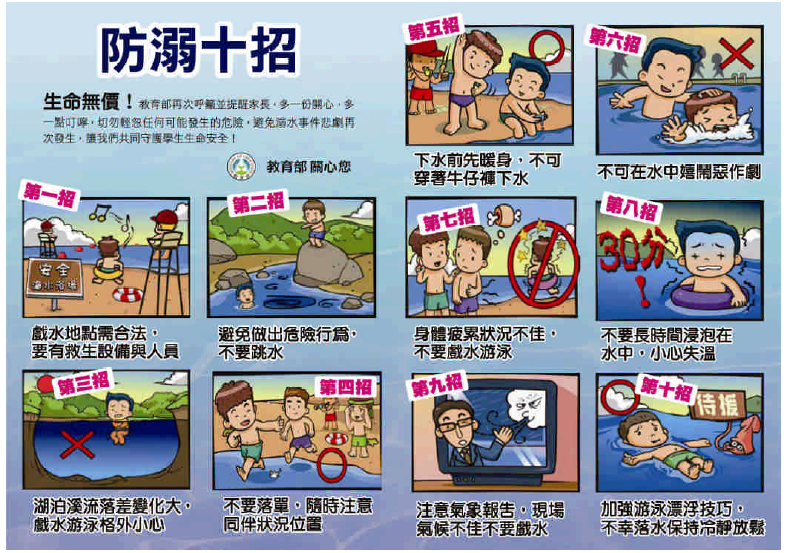 防溺十招
生命無價！教育部再次呼籲並提醒家長，多一份關心，多
一點叮嚀，切勿輕忽任何可能發生的危險，避免溺水事件悲劇再
次發生，讓我們共同守護學生生命安全！
教育部 關心您
第一招
安全
戲水地點需合法，
要有救生設備與人員
第二招
避免做出危險行為，
不要跳水
第三招
湖泊溪流落差變化大，
戲水游泳格外小心
第四招
不要落單，隨時注意
同伴狀況位置
第五招
下水前先暖身，不可
穿著牛仔褲下水
第六招
不可在水中嬉鬧惡作劇
第七招
身體疲累狀況不佳，
不要戲水游泳
第八招
30分！
不要長時間浸泡在
水中，小心失溫
第九招
注意氣象報告，現場
氣候不佳不要戲水
第十招
待援
加強游泳漂浮技巧，
不幸落水保持冷靜放鬆